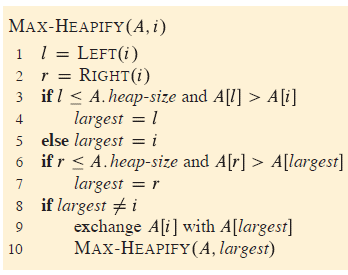 MAX-HEAPIFY(A, i)
1 l = LEFT(i)
2 r = RIGHT(i)
3 if l ≤ A.heap-size and A[l] > A[i]
4 largest = l
5 else largest = i
6 if r ≤ A.heap-size and A[r] > A[largest]
7 largest = r
8 if largest ≠ i
9 exchange A[i] with A[largest]
10 MAX-HEAPIFY(A, largest)